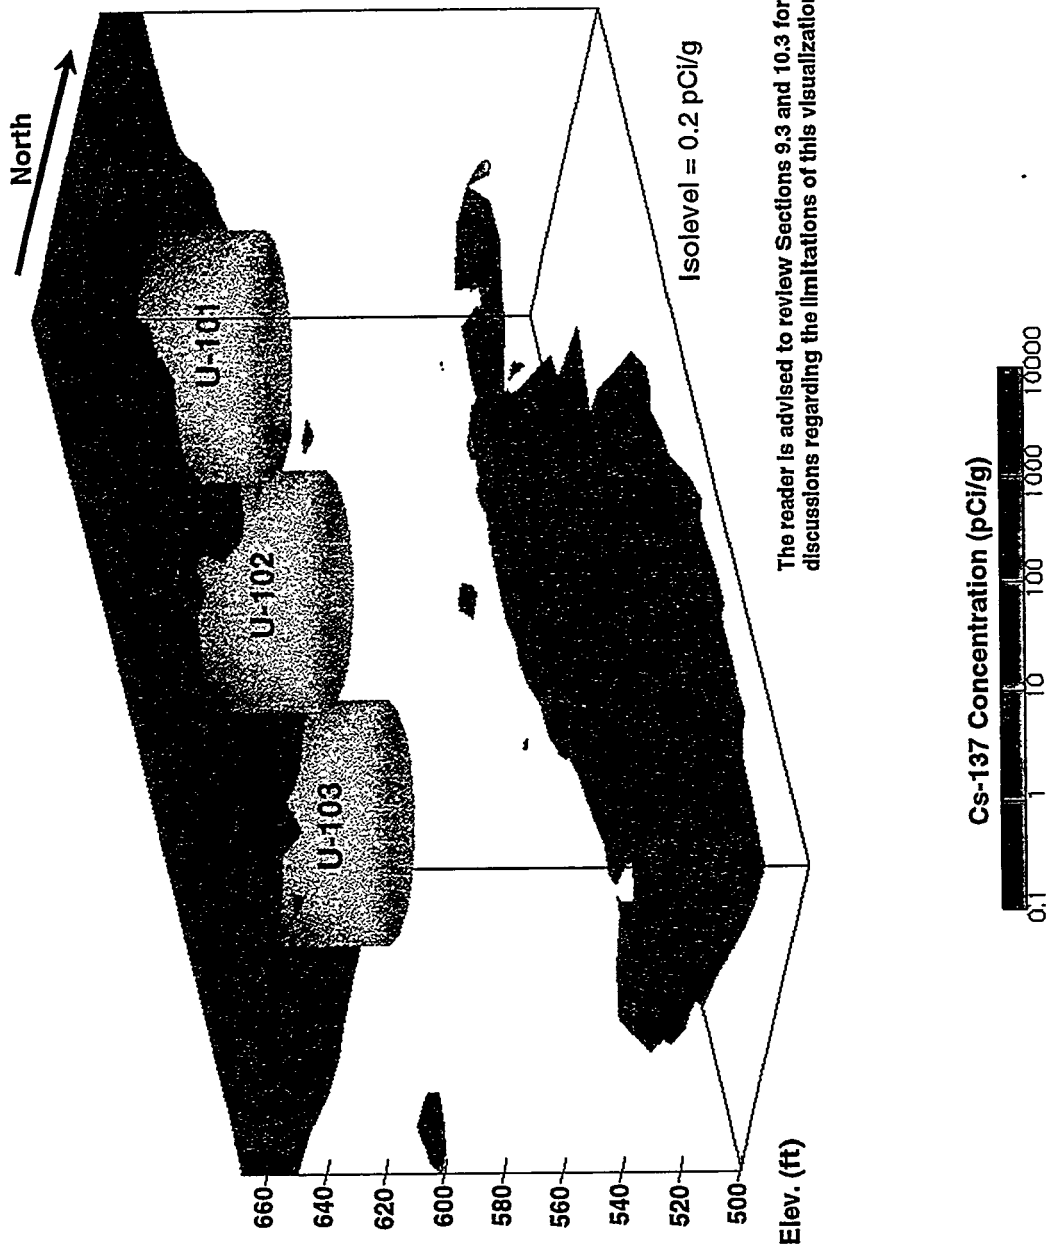 North
U-101
U-102
U-103
660
640
620
600
580
560
540
520
500
Elev. (ft)
Isolevel = 0.2 pCi/g
The reader is advised to review Sections 9.3 and 10.3 for
discussions regarding the limitations of this visualization
Cs-137 Concentration (pCi/g)
0.1 1 10 100 1000 10000